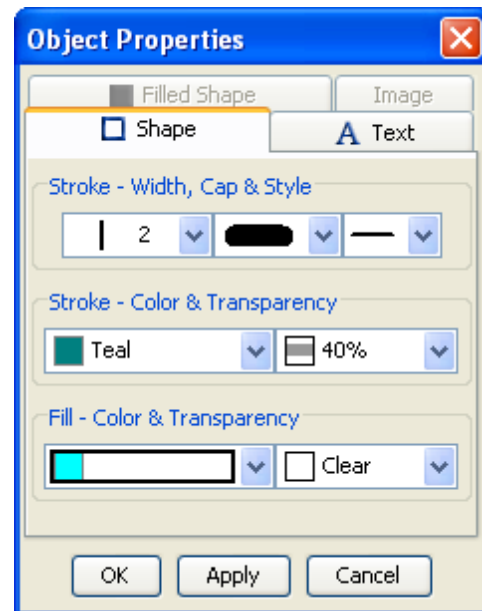 Object Properties
Filled Shape Image
Shape A Text
Stroke - Width, Cap & Style
2
Stroke - Color & Transparency
Teal 40%
Fill - Color & Transparency
Clear
OK Apply Cancel